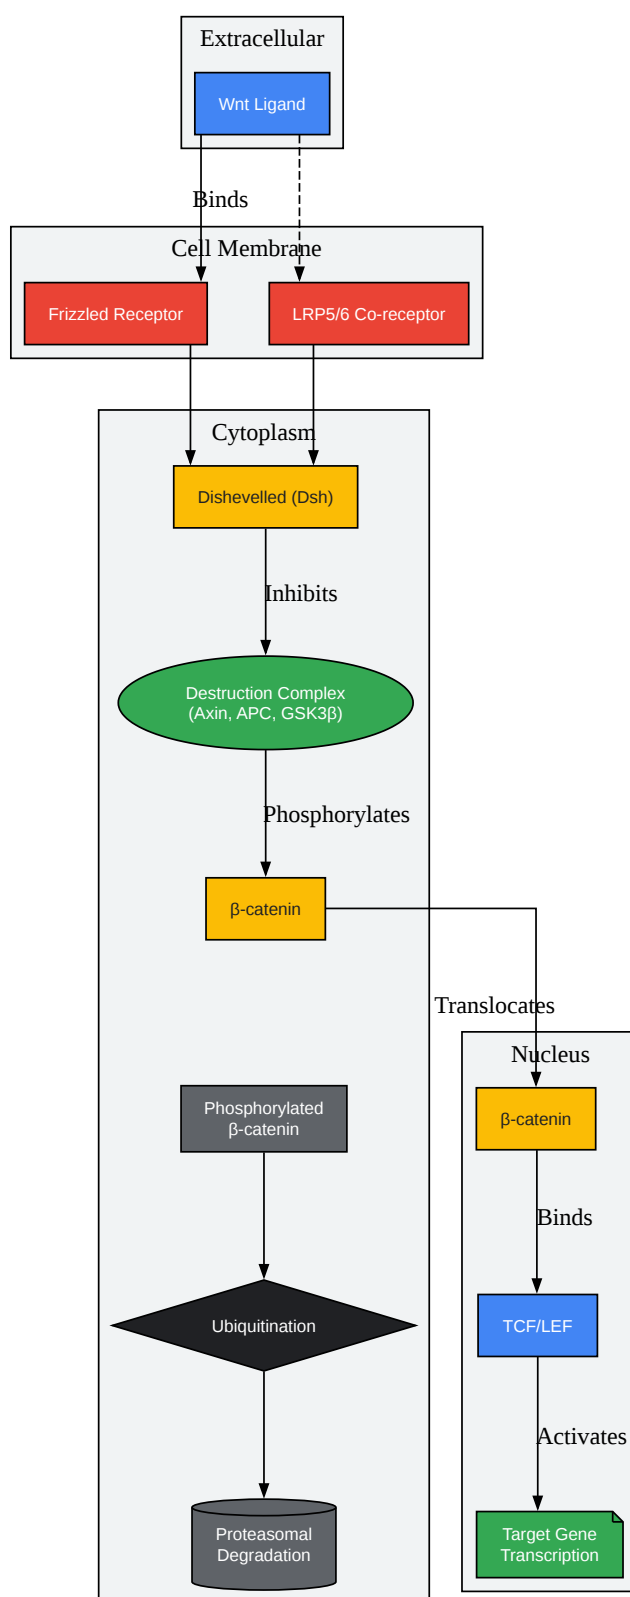 Extracellular
Wnt Ligand
Binds
Cell Membrane
Frizzled Receptor
LRP5/6 Co-receptor
Cytoplasm
Dishevelled (Dsh)
Inhibits
Destruction Complex
(Axin, APC, GSK3β)
Phosphorylates
β-catenin
Translocates
Nucleus
Phosphorylated
β-catenin
β-catenin
Binds
Ubiquitination
TCF/LEF
Activates
Proteasomal
Degradation
Target Gene
Transcription